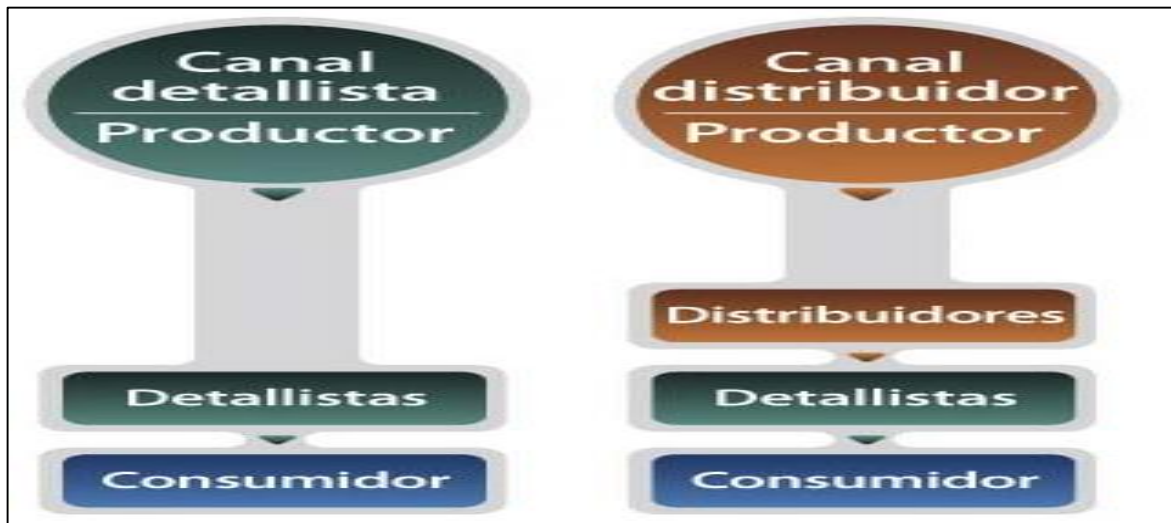 Canal
detallista
Productor
Detallistas
Consumidor
Canal
distribuidor
Productor
Distribuidores
Detallistas
Consumidor